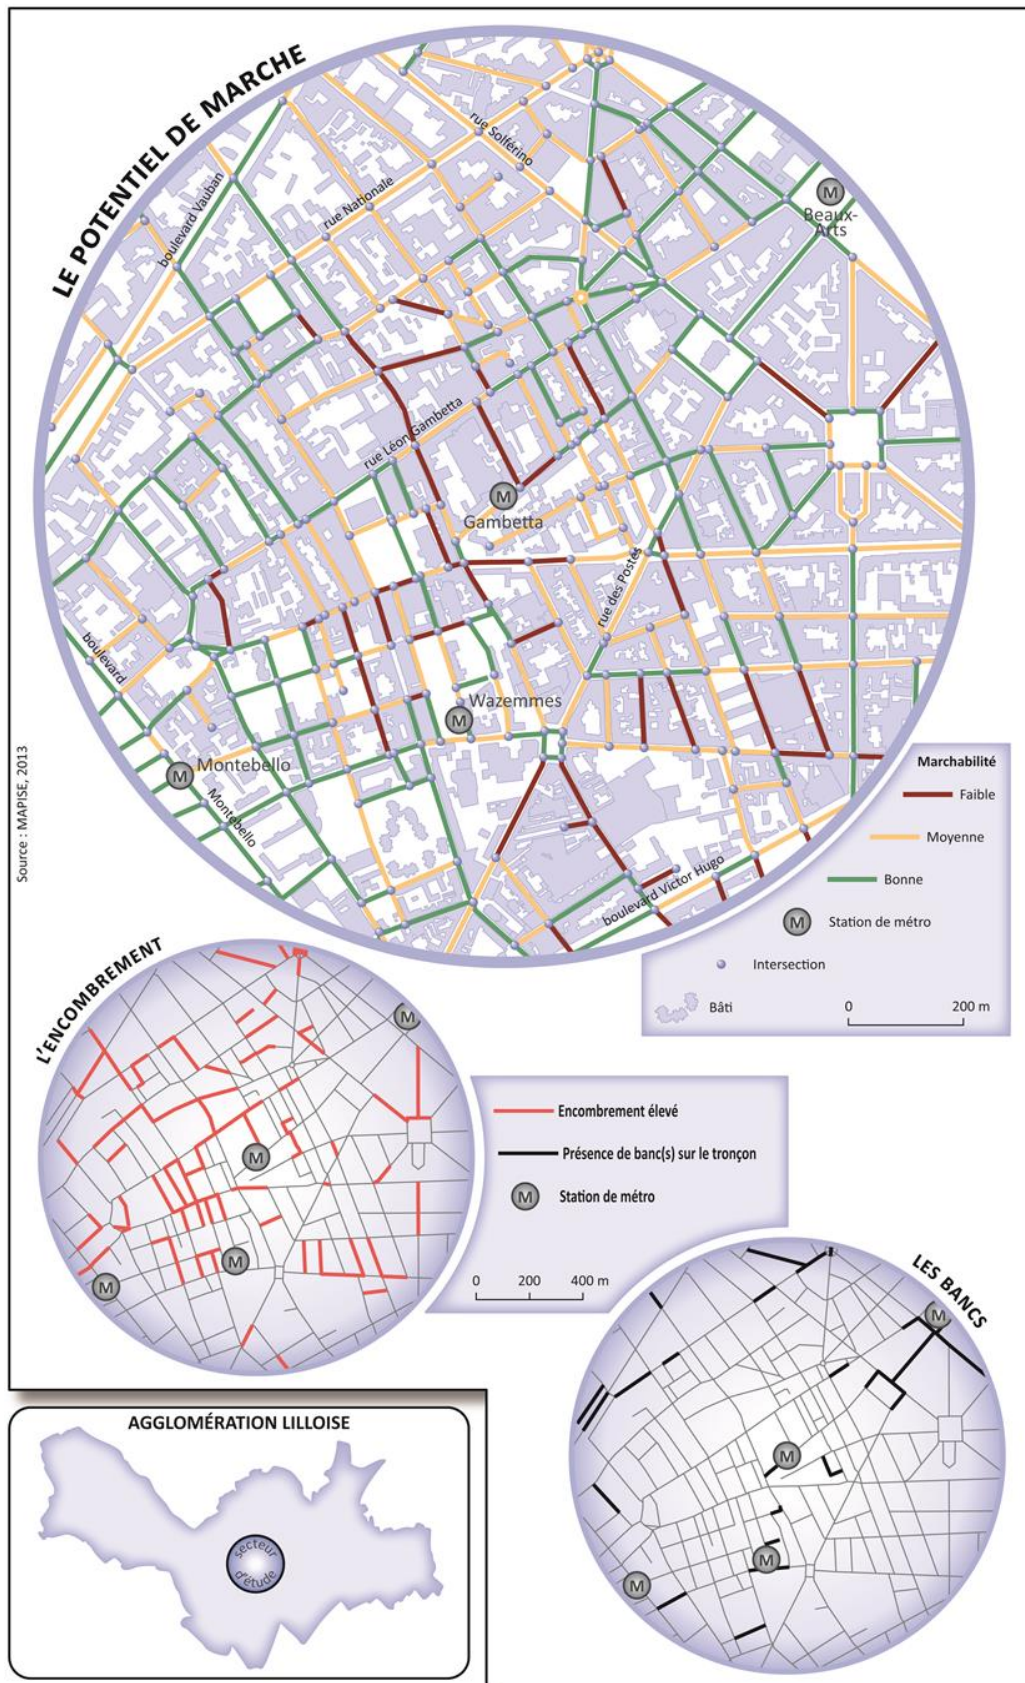 LE POTENTIEL DE MARCHE
rue Solférino
boulevard Vauban
rue Nationale
M
Beaux-
Arts
rue Léon Gambetta
M
Gambetta
rue des Postes
boulevard
Wazemmes
M
Montebello
M
Montebello
boulevard Victor Hugo
Source : MAPISE, 2013
Marchabilité
Faible
Moyenne
Bonne
M
Station de métro
Intersection
Bâti
0 200 m
L'ENCOMBREMENT
M
M
M
M
Encombrement élevé
Présence de banc(s) sur le tronçon
M
Station de métro
0 200 400 m
LES BANCS
M
M
M
M
AGGLOMÉRATION LILLOISE
secteur
d'étude